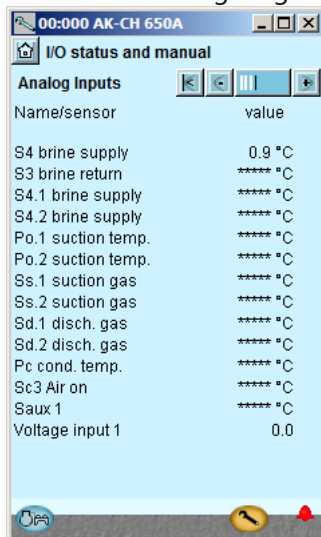 00:000 AK-CH 650A
I/O status and manual
Analog Inputs
Name/sensor value
S4 brine supply 0.9 °C
S3 brine return ***** °C
S4.1 brine supply ***** °C
S4.2 brine supply ***** °C
Po.1 suction temp. ***** °C
Po.2 suction temp. ***** °C
Ss.1 suction gas ***** °C
Ss.2 suction gas ***** °C
Sd.1 disch. gas ***** °C
Sd.2 disch. gas ***** °C
Pc cond. temp. ***** °C
Sc3 Air on ***** °C
Saux 1 ***** °C
Voltage input 1 0.0